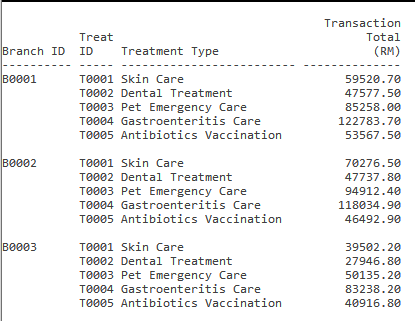 Transaction
Treat Total
Branch ID ID Treatment Type (RM)
---------- ----- ------------------------- --------------
B0001 T0001 Skin Care 59520.70
T0002 Dental Treatment 47577.50
T0003 Pet Emergency Care 85258.00
T0004 Gastroenteritis Care 122783.70
T0005 Antibiotics Vaccination 53567.50
B0002 T0001 Skin Care 70276.50
T0002 Dental Treatment 47737.80
T0003 Pet Emergency Care 94912.40
T0004 Gastroenteritis Care 118034.90
T0005 Antibiotics Vaccination 46492.90
B0003 T0001 Skin Care 39502.20
T0002 Dental Treatment 27946.80
T0003 Pet Emergency Care 50135.20
T0004 Gastroenteritis Care 83238.20
T0005 Antibiotics Vaccination 40916.80